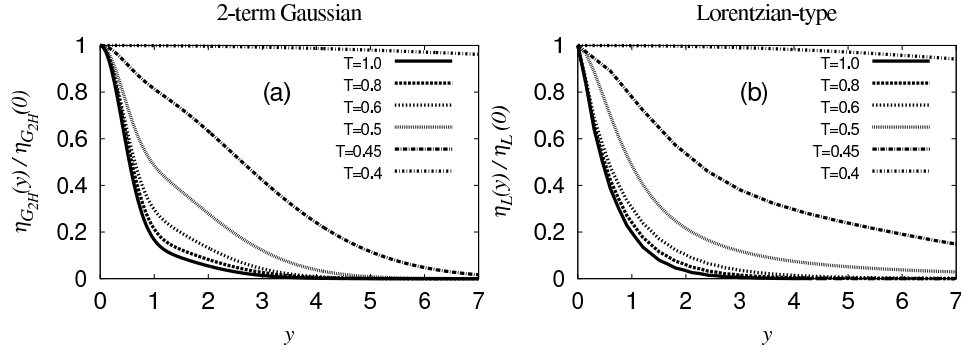 2-term Gaussian
η_{G_{2H}}(y) / η_{G_{2H}}(0)
1
0.8
0.6
0.4
0.2
0
(a)
T=1.0
T=0.8
T=0.6
T=0.5
T=0.45
T=0.4
0 1 2 3 4 5 6 7
y
Lorentzian-type
η_L(y) / η_L(0)
1
0.8
0.6
0.4
0.2
0
(b)
T=1.0
T=0.8
T=0.6
T=0.5
T=0.45
T=0.4
0 1 2 3 4 5 6 7
y